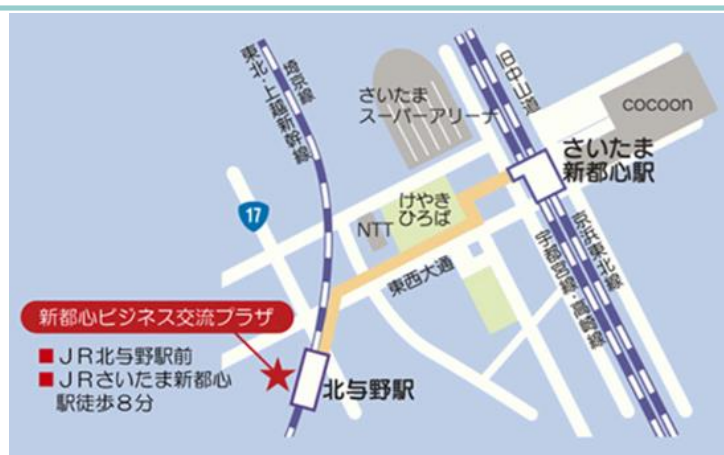 東北・上越新幹線
埼京線
さいたま
スーパーアリーナ
旧中山道
cocoon
さいたま
新都心駅
けやき
ひろば
NTT
17
東西大通
宇都宮線・高崎線
京浜東北線
新都心ビジネス交流プラザ
■ＪＲ北与野駅前
■ＪＲさいたま新都心
駅徒歩８分
北与野駅